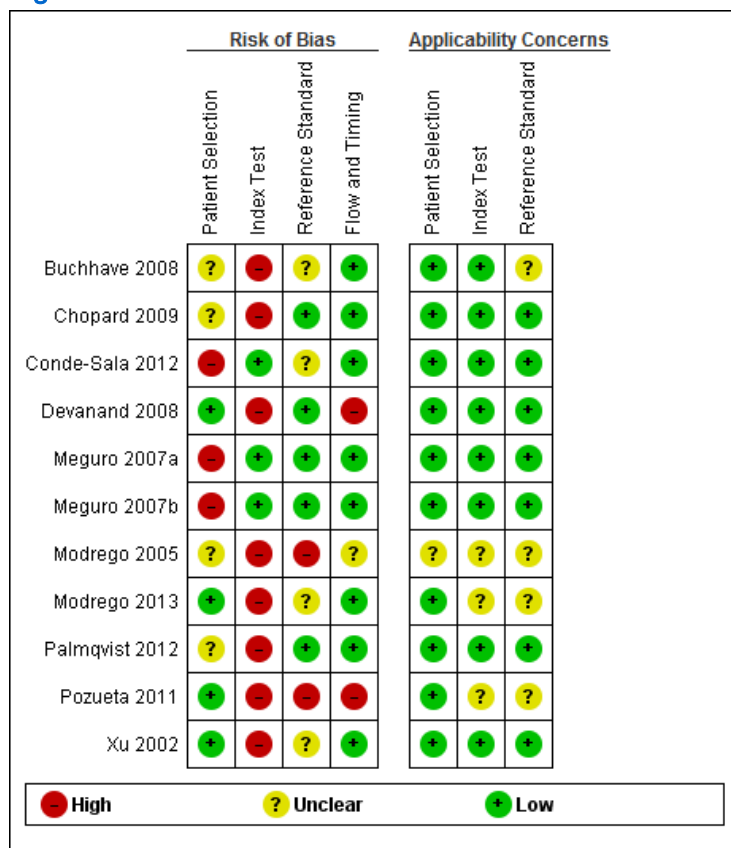 Risk of Bias Applicability Concerns
Patient Selection Index Test Reference Standard Flow and Timing Patient Selection Index Test Reference Standard
Buchhave 2008 ? - ? + + + ?
Chopard 2009 ? - + + + + +
Conde-Sala 2012 - + ? + + + +
Devanand 2008 + - + - + + +
Meguro 2007a - + + + + + +
Meguro 2007b - + + + + + +
Modrego 2005 ? - - ? ? ? ?
Modrego 2013 + - ? + + ? ?
Palmqvist 2012 ? - + + + + +
Pozueta 2011 + - - - + ? ?
Xu 2002 + - ? + + + +
- High ? Unclear + Low